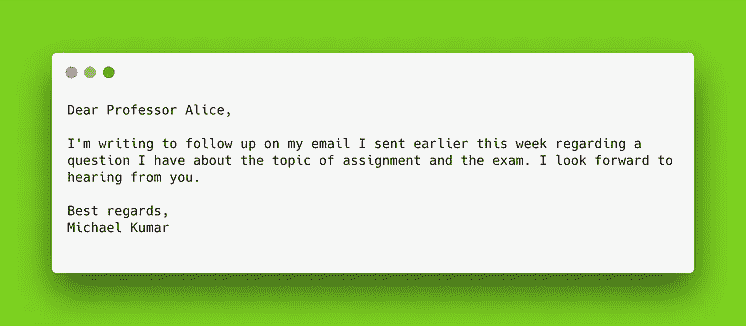 Dear Professor Alice,
I'm writing to follow up on my email I sent earlier this week regarding a
question I have about the topic of assignment and the exam. I look forward to
hearing from you.
Best regards,
Michael Kumar